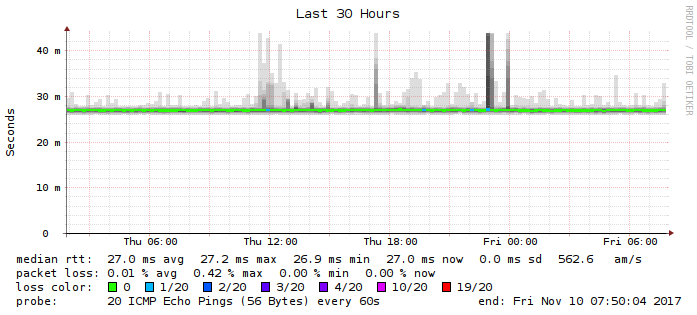 Last 30 Hours
RRDTOOL / TOBI OETIKER
Seconds
40 m
30 m
20 m
10 m
0
Thu 06:00 Thu 12:00 Thu 18:00 Fri 00:00 Fri 06:00
median rtt: 27.0 ms avg 27.2 ms max 26.9 ms min 27.0 ms now 0.0 ms sd 562.6 am/s
packet loss: 0.01 % avg 0.42 % max 0.00 % min 0.00 % now
loss color: 0 1/20 2/20 3/20 4/20 10/20 19/20
probe: 20 ICMP Echo Pings (56 Bytes) every 60s end: Fri Nov 10 07:50:04 2017